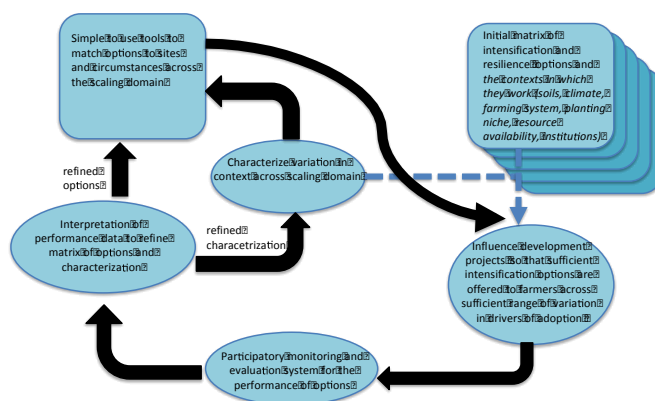 Simple to use tools to
match options to sites
and circumstances across
the scaling domain
Initial matrix of
intensification and
resilience options and
the contexts in which
they work (soils, climate,
farming system, planting
niche, resource
availability, institutions)
refined
options
Characterize variation in
context across scaling domain
Interpretation of
performance data to refine
matrix of options and
characterization
refined
characetrization
Influence development
projects so that sufficient
intensification options are
offered to farmers across
sufficient range of variation
in drivers of adoption
Participatory monitoring and
evaluation system for the
performance of options